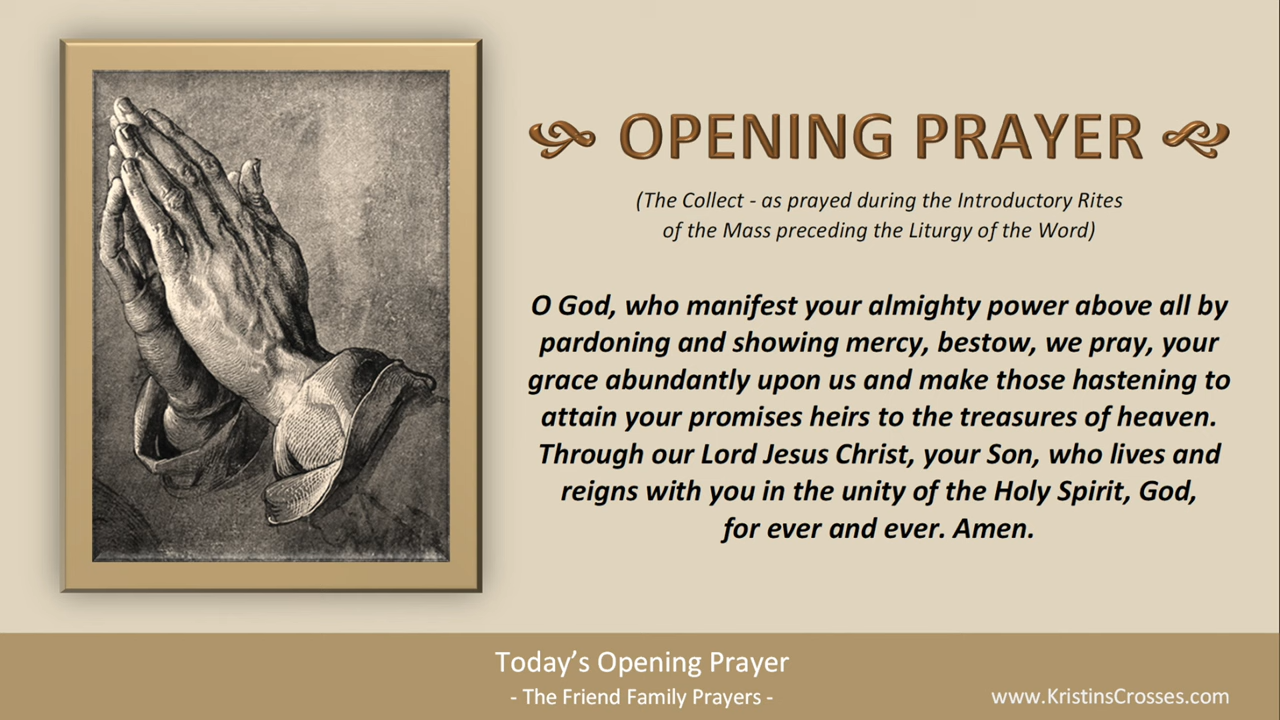 OPENING PRAYER
(The Collect - as prayed during the Introductory Rites
of the Mass preceding the Liturgy of the Word)
O God, who manifest your almighty power above all by
pardoning and showing mercy, bestow, we pray, your
grace abundantly upon us and make those hastening to
attain your promises heirs to the treasures of heaven.
Through our Lord Jesus Christ, your Son, who lives and
reigns with you in the unity of the Holy Spirit, God,
for ever and ever. Amen.
Today's Opening Prayer
- The Friend Family Prayers -
www.KristinsCrosses.com